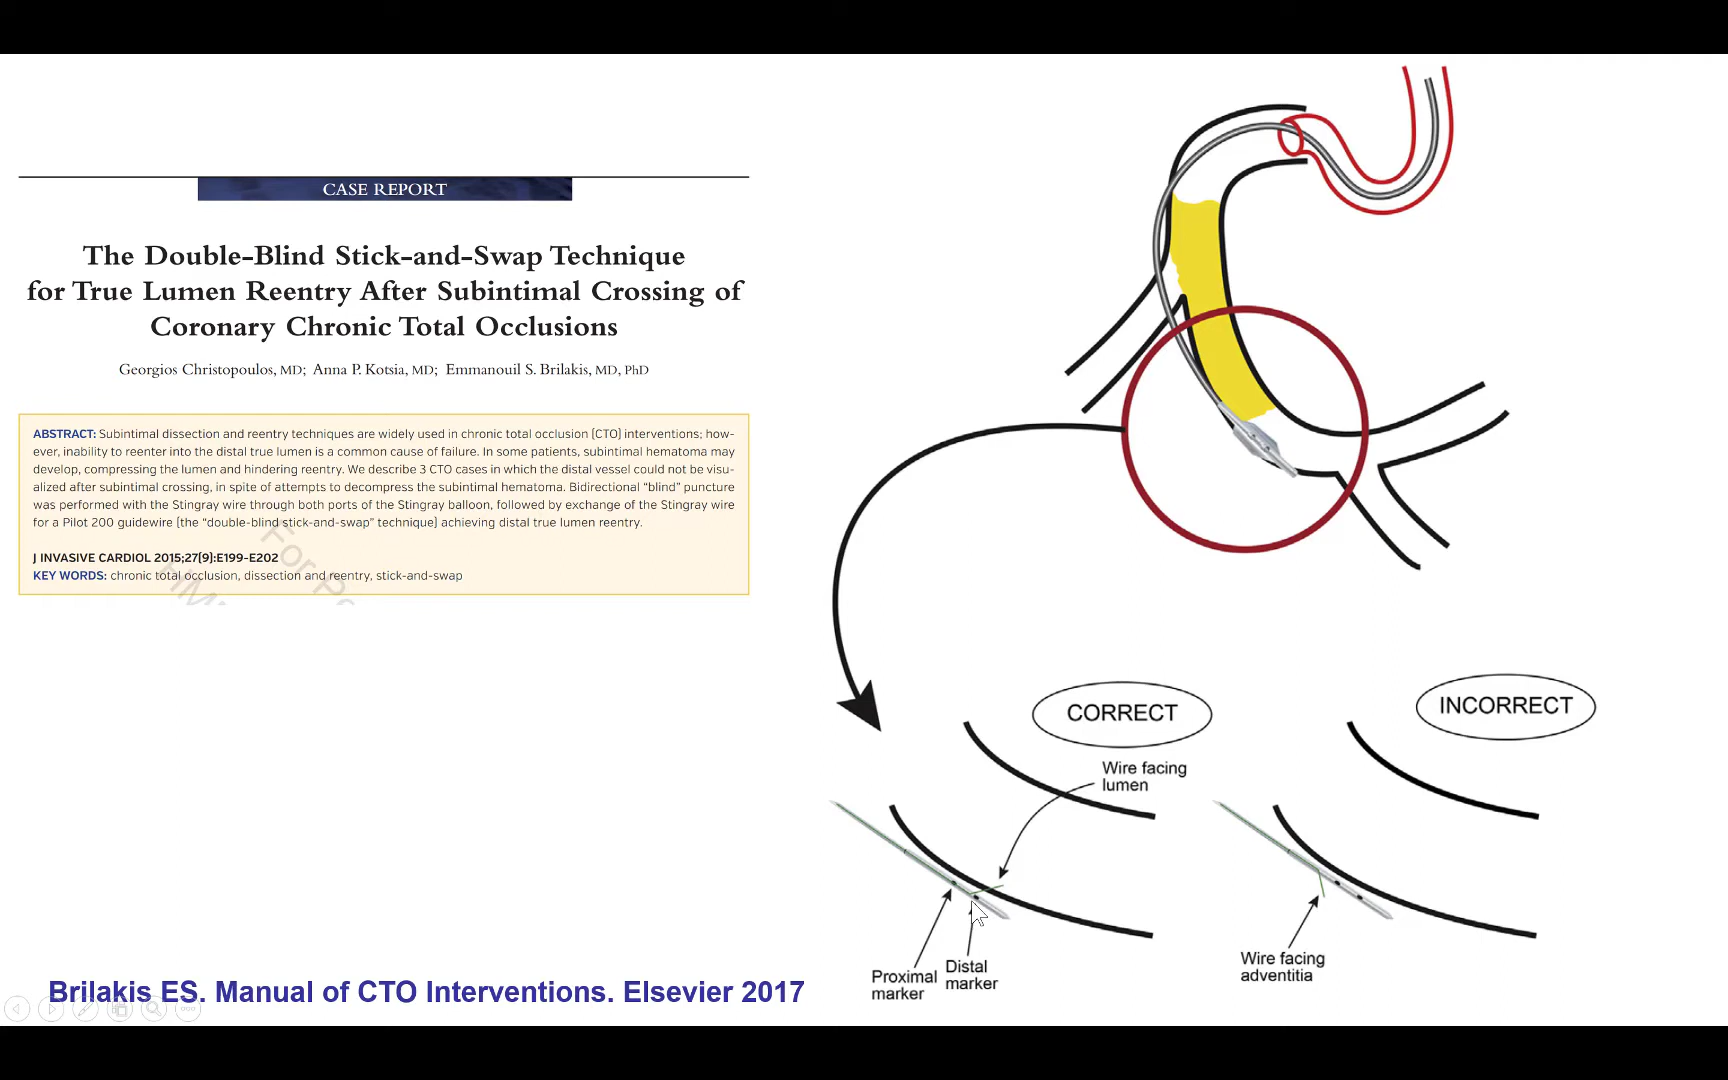 CASE REPORT
The Double-Blind Stick-and-Swap Technique
for True Lumen Reentry After Subintimal Crossing of
Coronary Chronic Total Occlusions
Georgios Christopoulos, MD; Anna P. Kotsia, MD; Emmanouil S. Brilakis, MD, PhD
ABSTRACT: Subintimal dissection and reentry techniques are widely used in chronic total occlusion (CTO) interventions; how-
ever, inability to reenter into the distal true lumen is a common cause of failure. In some patients, subintimal hematoma may
develop, compressing the lumen and hindering reentry. We describe 3 CTO cases in which the distal vessel could not be visu-
alized after subintimal crossing, in spite of attempts to decompress the subintimal hematoma. Bidirectional “blind” puncture
was performed with the Stingray wire through both ports of the Stingray balloon, followed by exchange of the Stingray wire
for a Pilot 200 guidewire (the “double-blind stick-and-swap” technique) achieving distal true lumen reentry.
J INVASIVE CARDIOL 2015;27(9):E199-E202
KEY WORDS: chronic total occlusion, dissection and reentry, stick-and-swap
For Pe
HM
CORRECT
INCORRECT
Wire facing
lumen
Proximal
marker
Distal
marker
Wire facing
adventitia
Brilakis ES. Manual of CTO Interventions. Elsevier 2017